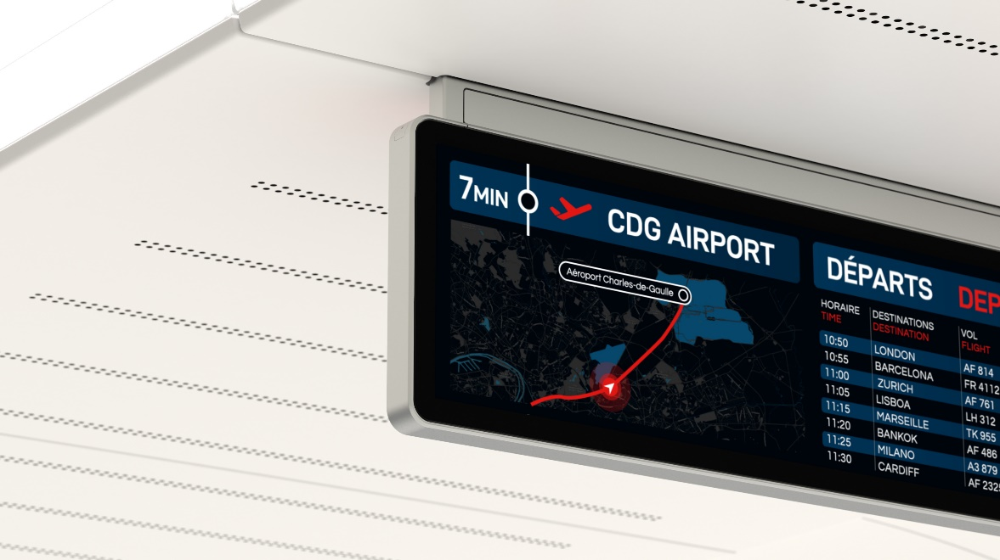 7MIN CDG AIRPORT
Aéroport Charles-de-Gaulle
DÉPARTS DEP
HORAIRE DESTINATIONS VOL
TIME DESTINATION FLIGHT
10:50 LONDON AF 814
10:55 BARCELONA FR 4112
11:00 ZURICH AF 761
11:05 LISBOA LH 312
11:15 MARSEILLE TK 955
11:20 BANKOK AF 486
11:25 MILANO A3 879
11:30 CARDIFF AF 2325